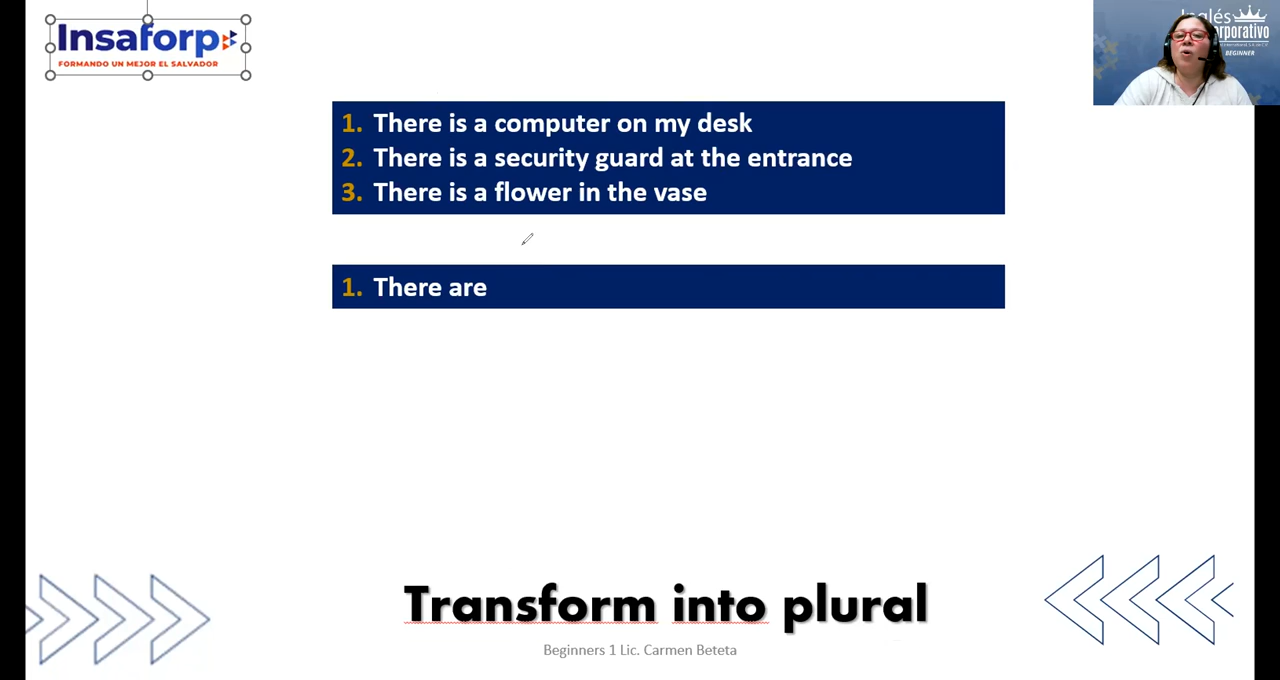 Insaforp
FORMANDO UN MEJOR EL SALVADOR
Inglés
BEGINNER
1. There is a computer on my desk
2. There is a security guard at the entrance
3. There is a flower in the vase
1. There are
Transform into plural
Beginners 1 Lic. Carmen Beteta